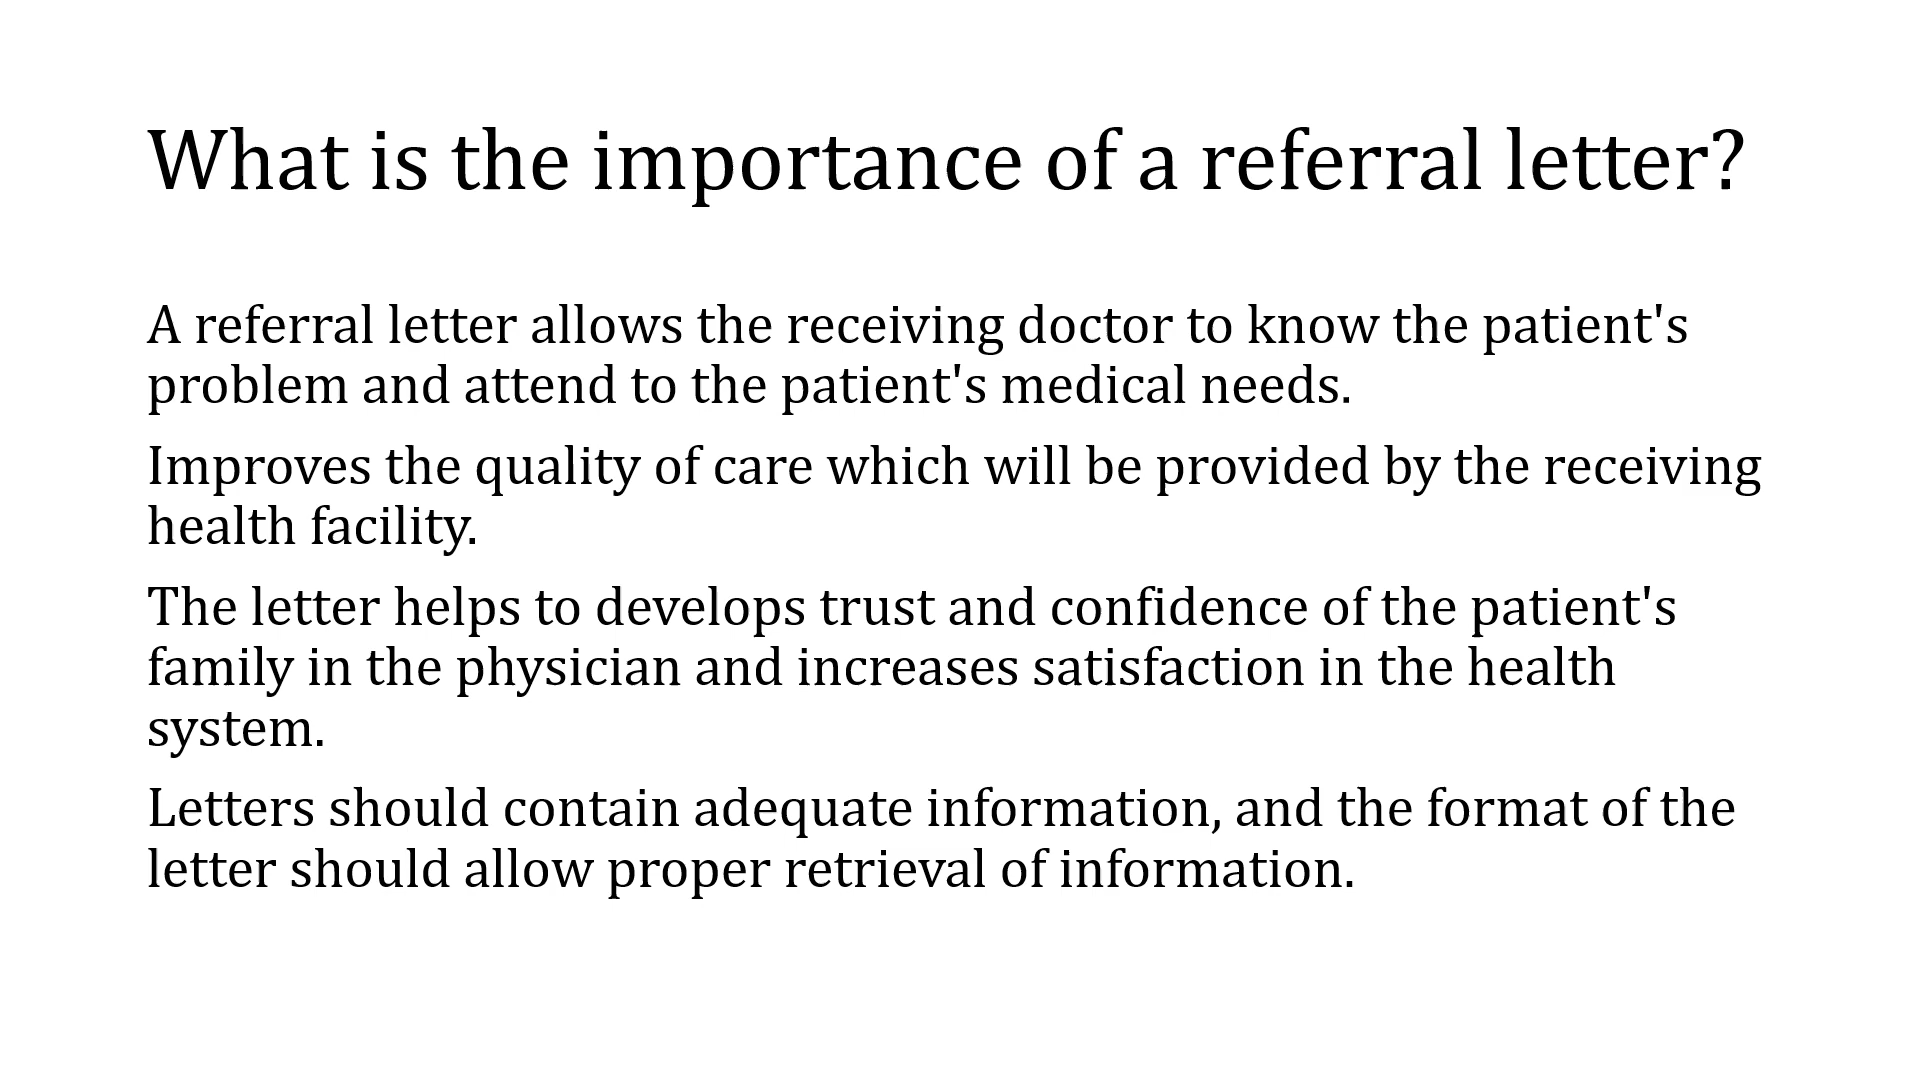 What is the importance of a referral letter?
A referral letter allows the receiving doctor to know the patient's
problem and attend to the patient's medical needs.
Improves the quality of care which will be provided by the receiving
health facility.
The letter helps to develops trust and confidence of the patient's
family in the physician and increases satisfaction in the health
system.
Letters should contain adequate information, and the format of the
letter should allow proper retrieval of information.